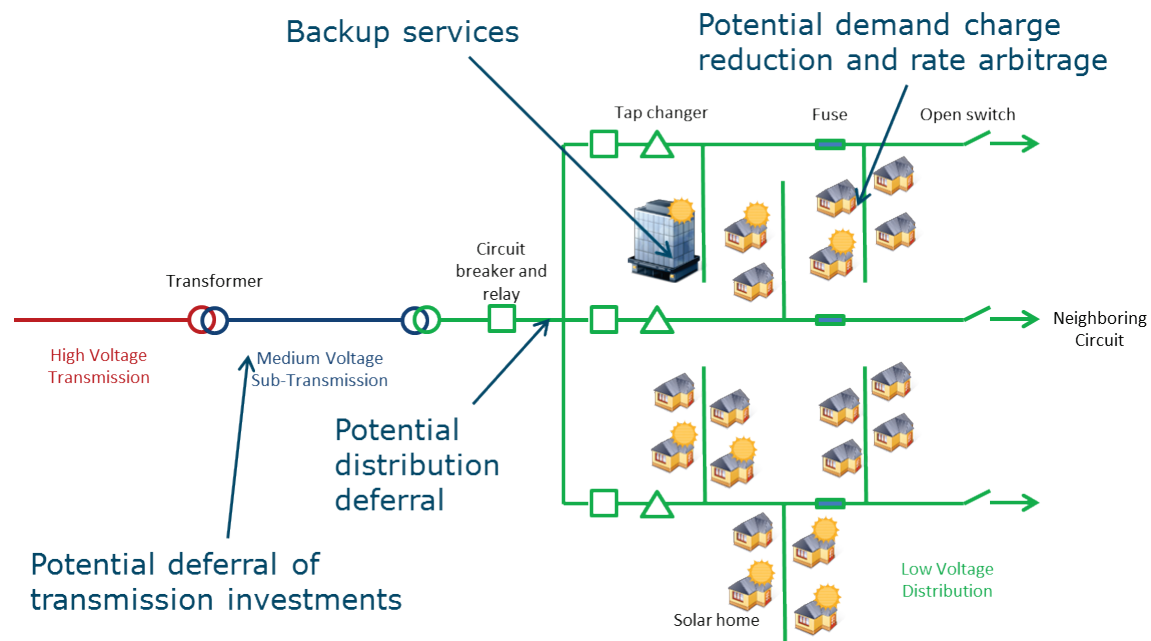 Backup services
Potential demand charge
reduction and rate arbitrage
Tap changer
Fuse
Open switch
Circuit
breaker and
relay
Transformer
High Voltage
Transmission
Medium Voltage
Sub-Transmission
Neighboring
Circuit
Potential
distribution
deferral
Potential deferral of
transmission investments
Low Voltage
Distribution
Solar home